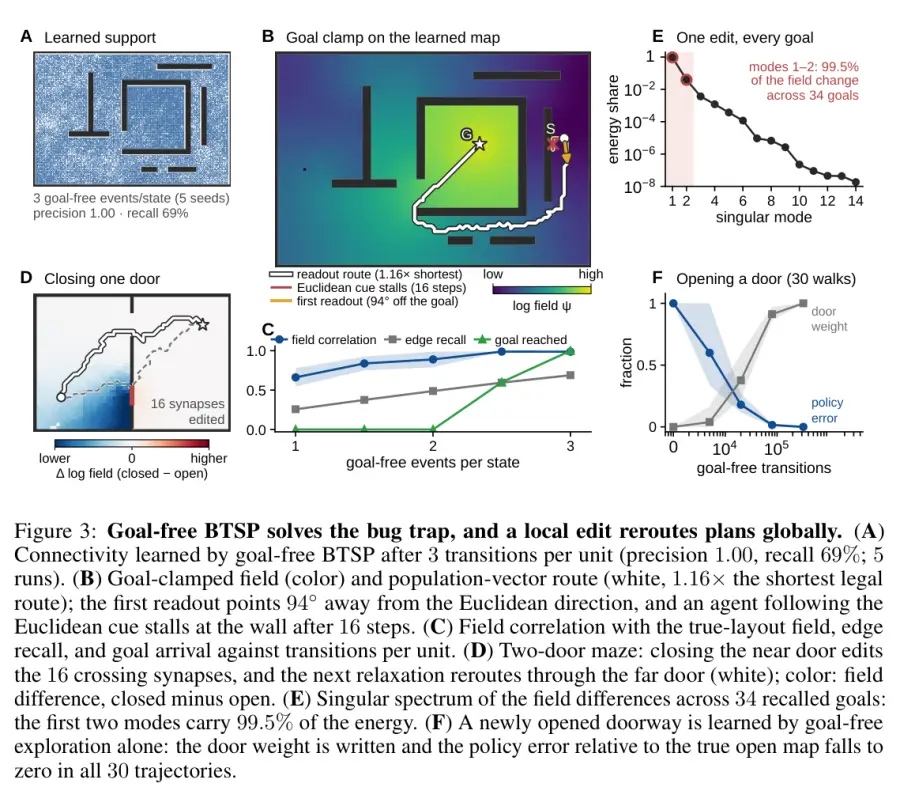 A Learned support
3 goal-free events/state (5 seeds)
precision 1.00 · recall 69%
B Goal clamp on the learned map
G
S
readout route (1.16× shortest)
Euclidean cue stalls (16 steps)
first readout (94° off the goal)
low high
log field ψ
E One edit, every goal
modes 1–2: 99.5%
of the field change
across 34 goals
energy share
1
10⁻²
10⁻⁴
10⁻⁶
10⁻⁸
1 2 4 6 8 10 12 14
singular mode
D Closing one door
16 synapses
edited
lower 0 higher
Δ log field (closed − open)
C
field correlation edge recall goal reached
1.0
0.5
0.0
1 2 3
goal-free events per state
F Opening a door (30 walks)
door
weight
policy
error
fraction
1
0.5
0
0 10⁴ 10⁵
goal-free transitions
Figure 3: Goal-free BTSP solves the bug trap, and a local edit reroutes plans globally. (A)
Connectivity learned by goal-free BTSP after 3 transitions per unit (precision 1.00, recall 69%; 5
runs). (B) Goal-clamped field (color) and population-vector route (white, 1.16× the shortest legal
route); the first readout points 94° away from the Euclidean direction, and an agent following the
Euclidean cue stalls at the wall after 16 steps. (C) Field correlation with the true-layout field, edge
recall, and goal arrival against transitions per unit. (D) Two-door maze: closing the near door edits
the 16 crossing synapses, and the next relaxation reroutes through the far door (white); color: field
difference, closed minus open. (E) Singular spectrum of the field differences across 34 recalled goals:
the first two modes carry 99.5% of the energy. (F) A newly opened doorway is learned by goal-free
exploration alone: the door weight is written and the policy error relative to the true open map falls to
zero in all 30 trajectories.